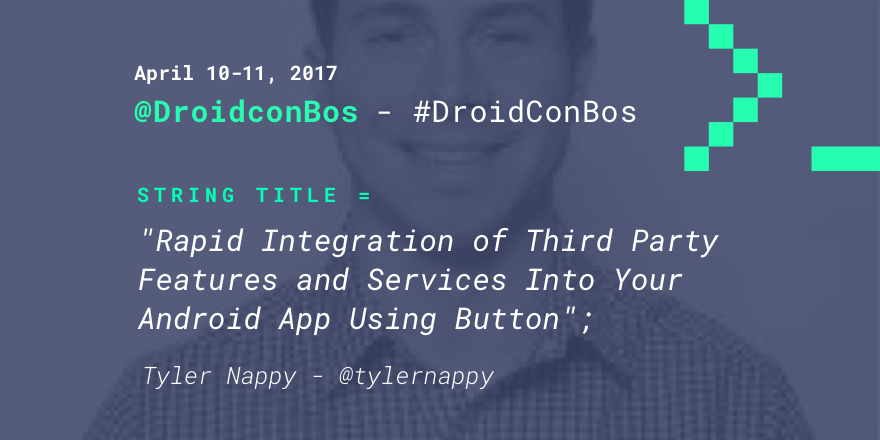 April 10-11, 2017
@DroidconBos - #DroidConBos
STRING TITLE =
"Rapid Integration of Third Party
Features and Services Into Your
Android App Using Button";
Tyler Nappy - @tylernappy